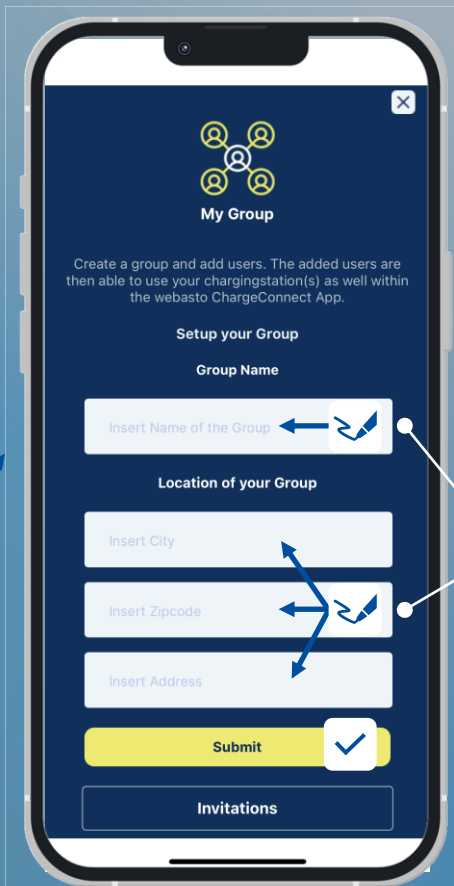 My Group
Create a group and add users. The added users are
then able to use your chargingstation(s) as well within
the webasto ChargeConnect App.
Setup your Group
Group Name
Insert Name of the Group
Location of your Group
Insert City
Insert Zipcode
Insert Address
Submit
Invitations